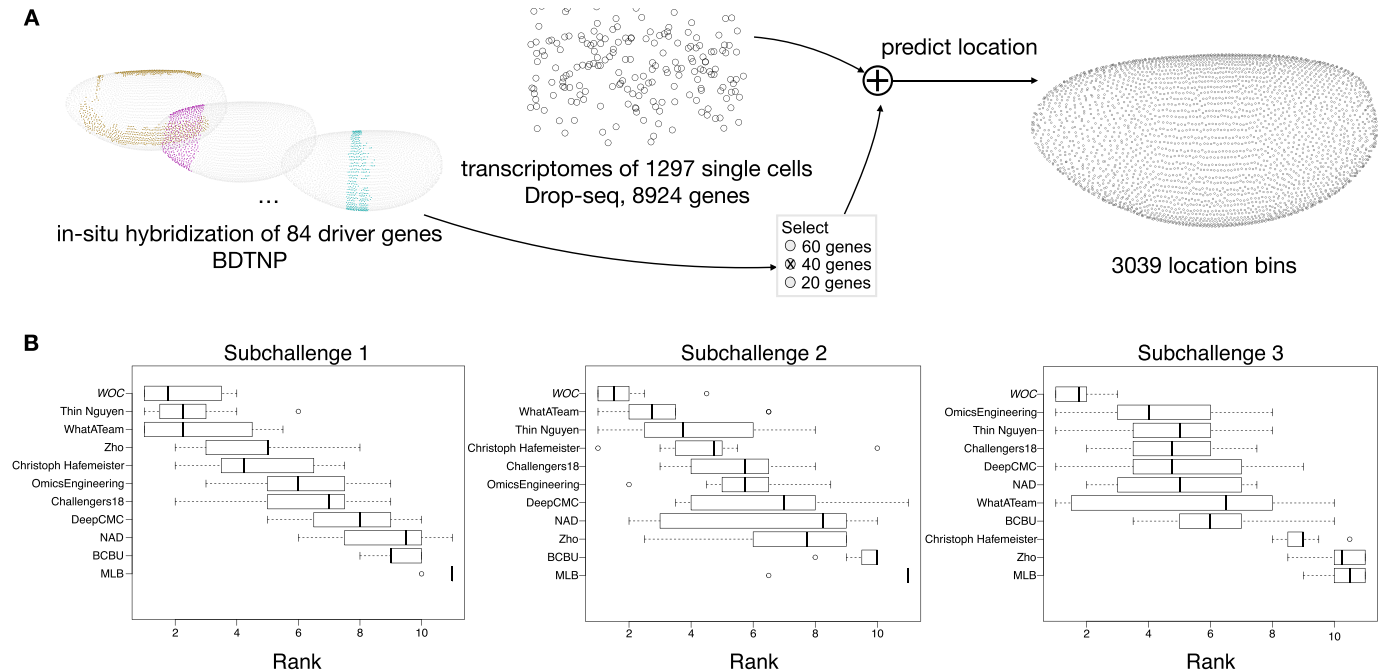 A
predict location
transcriptomes of 1297 single cells
Drop-seq, 8924 genes
...
in-situ hybridization of 84 driver genes
BDTNP
Select
60 genes
40 genes
20 genes
3039 location bins
B
Subchallenge 1
WOC
Thin Nguyen
WhatATeam
Zho
Christoph Hafemeister
OmicsEngineering
Challengers18
DeepCMC
NAD
BCBU
MLB
2 4 6 8 10
Rank
Subchallenge 2
WOC
WhatATeam
Thin Nguyen
Christoph Hafemeister
Challengers18
OmicsEngineering
DeepCMC
NAD
Zho
BCBU
MLB
2 4 6 8 10
Rank
Subchallenge 3
WOC
OmicsEngineering
Thin Nguyen
Challengers18
DeepCMC
NAD
WhatATeam
BCBU
Christoph Hafemeister
Zho
MLB
2 4 6 8 10
Rank